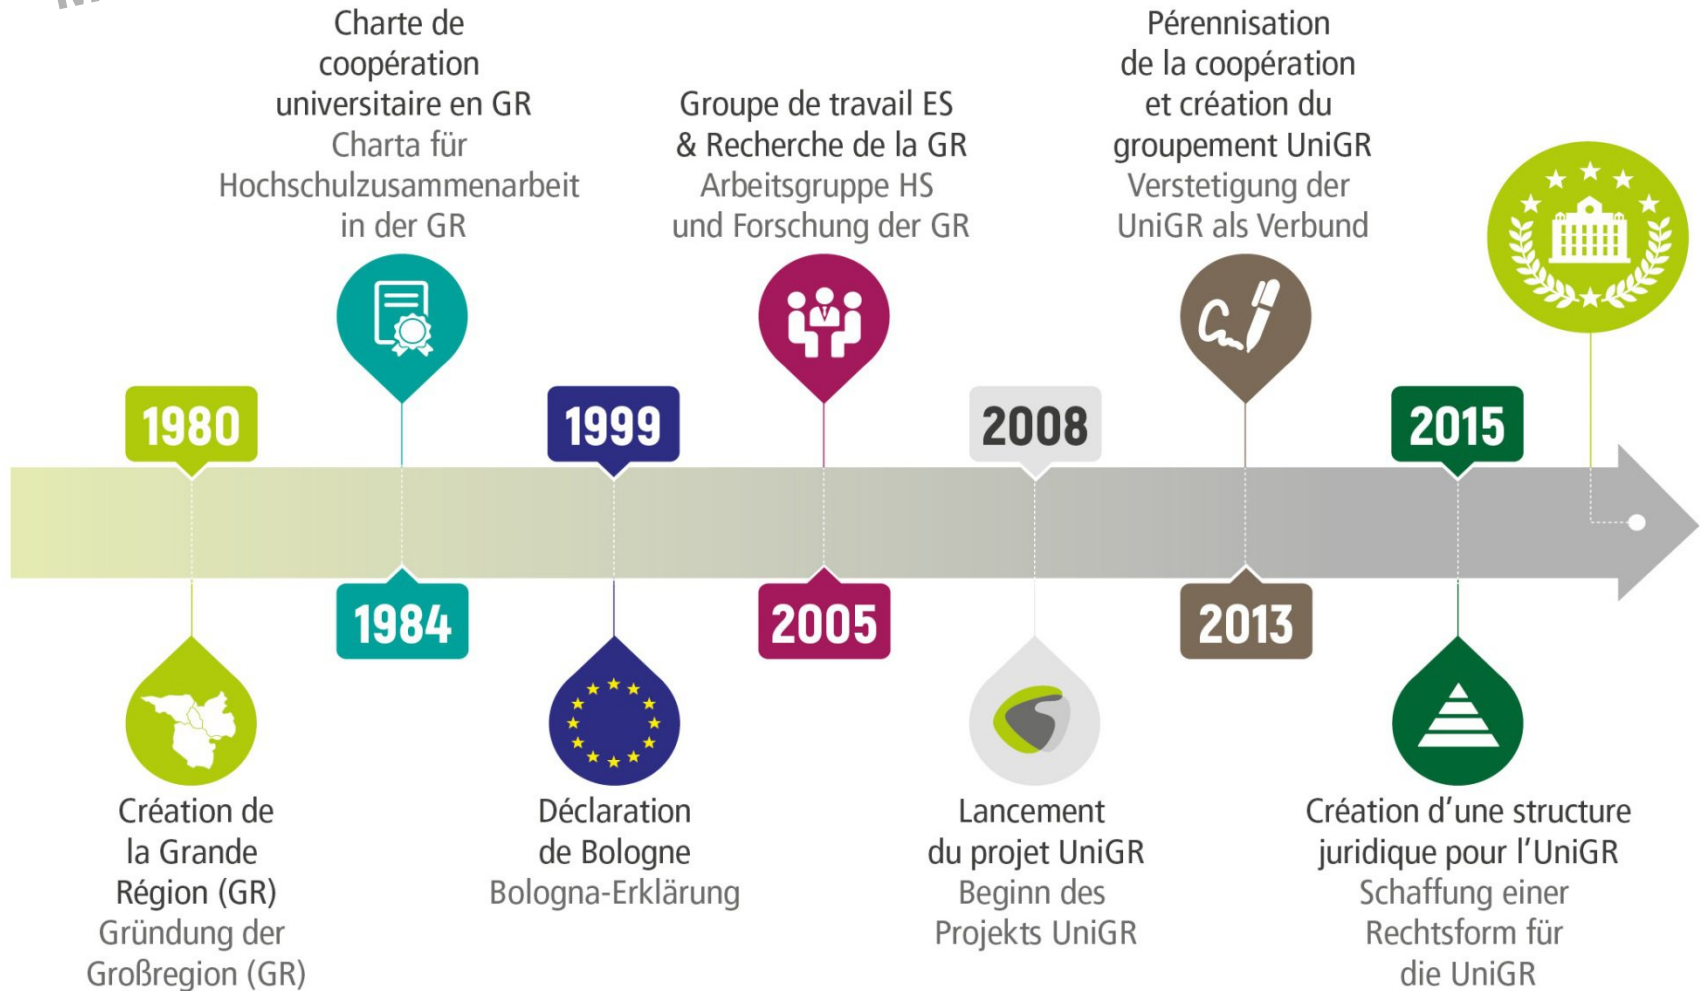 Charte de
coopération
universitaire en GR
Charta für
Hochschulzusammenarbeit
in der GR
Groupe de travail ES
& Recherche de la GR
Arbeitsgruppe HS
und Forschung der GR
Pérennisation
de la coopération
et création du
groupement UniGR
Verstetigung der
UniGR als Verbund
1980
1999
2008
2015
1984
2005
2013
Création de
la Grande
Région (GR)
Gründung der
Großregion (GR)
Déclaration
de Bologne
Bologna-Erklärung
Lancement
du projet UniGR
Beginn des
Projekts UniGR
Création d’une structure
juridique pour l’UniGR
Schaffung einer
Rechtsform für
die UniGR